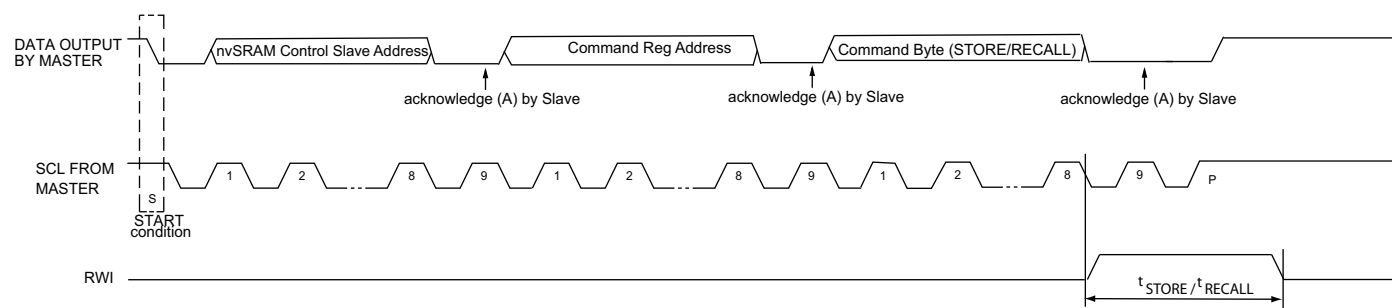 DATA OUTPUT
BY MASTER
nvSRAM Control Slave Address
Command Reg Address
Command Byte (STORE/RECALL)
acknowledge (A) by Slave
acknowledge (A) by Slave
acknowledge (A) by Slave
SCL FROM
MASTER
1 2 8 9 1 2 8 9 1 2 8 9 P
S
START
condition
RWI
t STORE / t RECALL